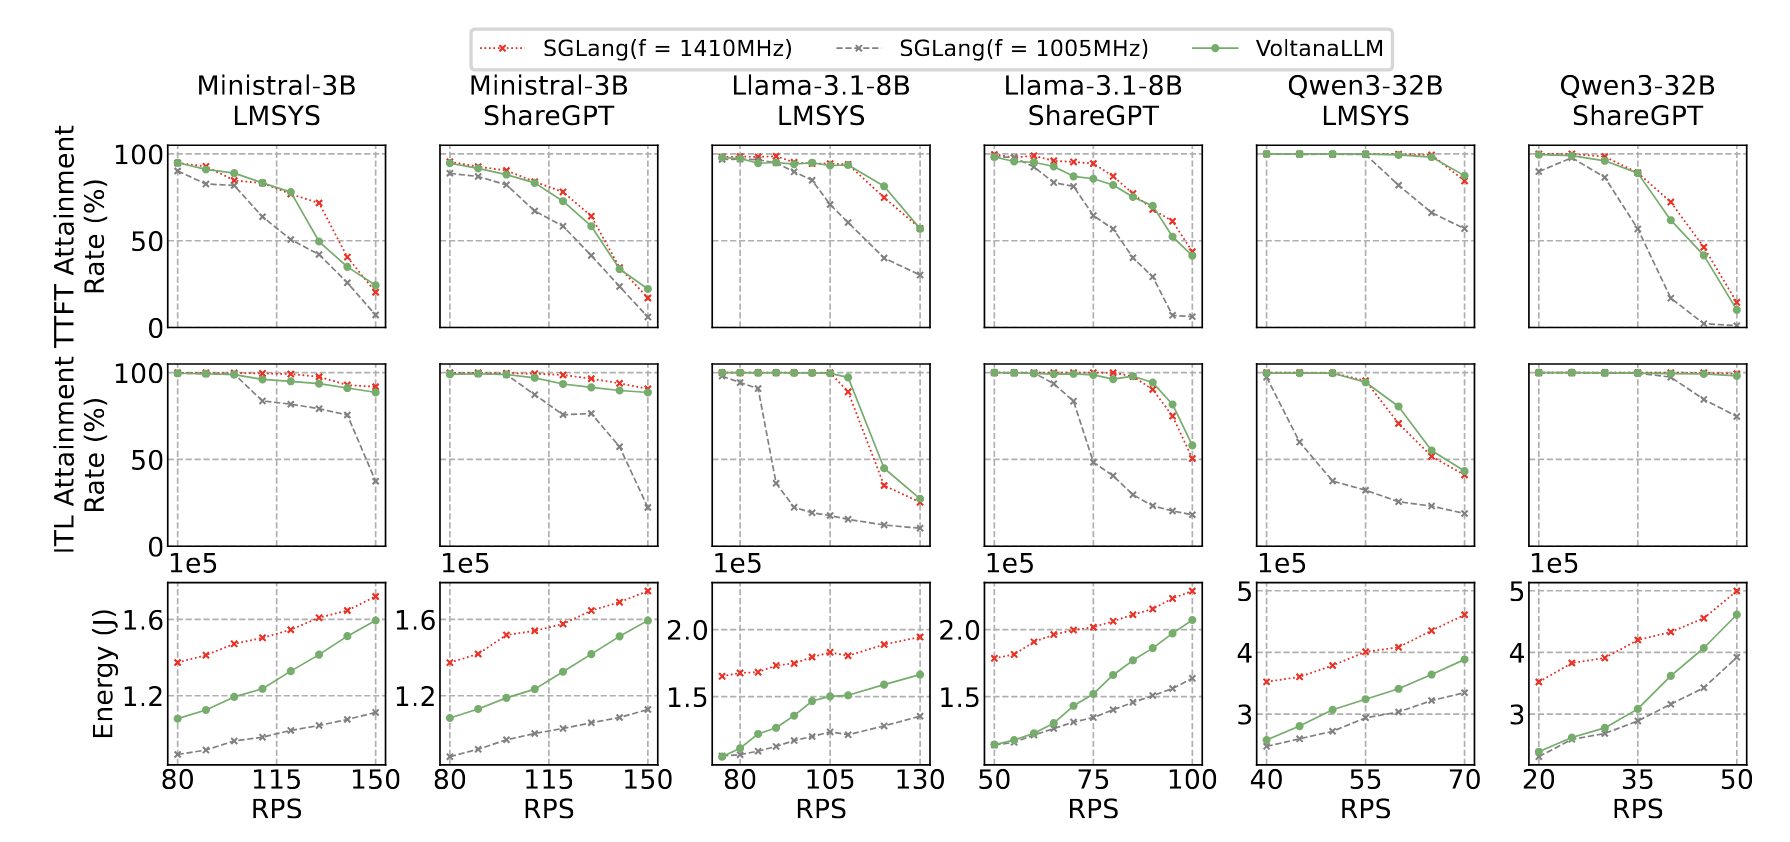 SGLang(f = 1410MHz) SGLang(f = 1005MHz) VoltanaLLM
Ministral-3B Ministral-3B Llama-3.1-8B Llama-3.1-8B Qwen3-32B Qwen3-32B
LMSYS ShareGPT LMSYS ShareGPT LMSYS ShareGPT
TTFT Attainment
Rate (%)
100
50
0
ITL Attainment
Rate (%)
100
50
0
1e5 1e5 1e5 1e5 1e5 1e5
Energy (J)
1.6 1.6 2.0 2.0 5 5
4 4
1.2 1.2 1.5 1.5 3 3
80 115 150 80 115 150 80 105 130 50 75 100 40 55 70 20 35 50
RPS RPS RPS RPS RPS RPS